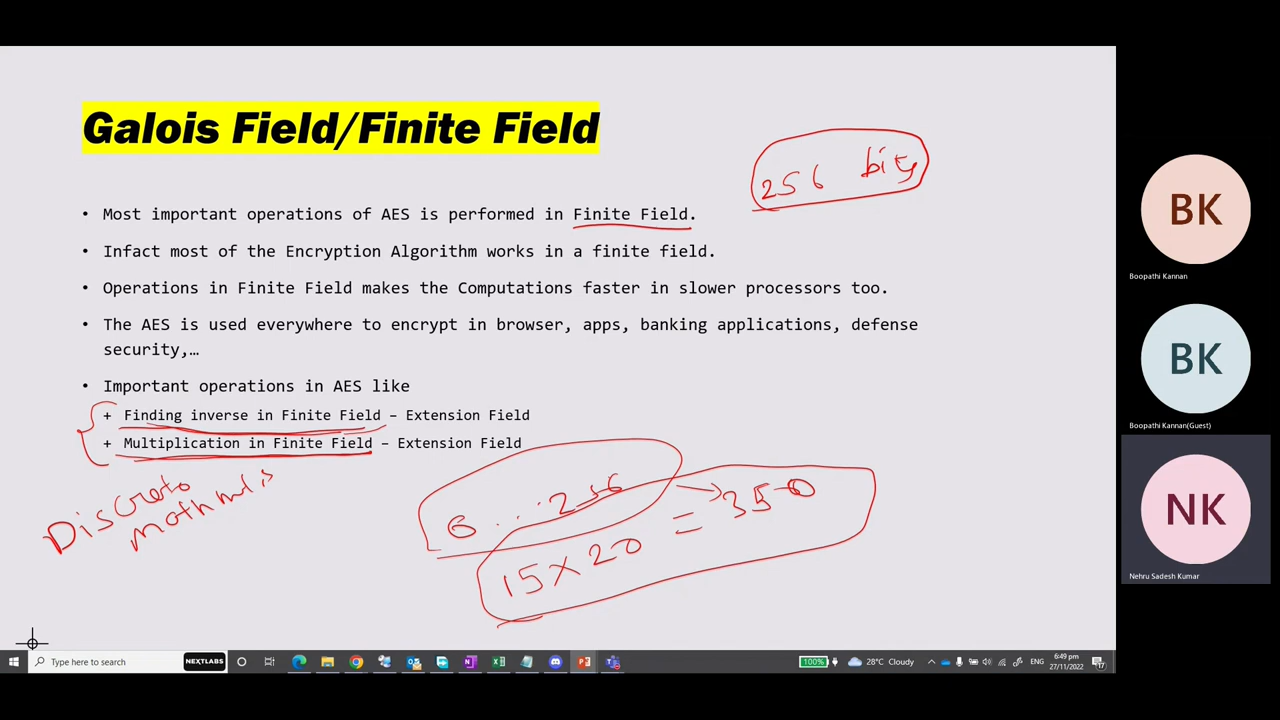 Galois Field/Finite Field
256 bits
• Most important operations of AES is performed in Finite Field.
• Infact most of the Encryption Algorithm works in a finite field.
• Operations in Finite Field makes the Computations faster in slower processors too.
• The AES is used everywhere to encrypt in browser, apps, banking applications, defense
security,…
• Important operations in AES like
+ Finding inverse in Finite Field – Extension Field
+ Multiplication in Finite Field – Extension Field
Discrete
0 ... 256
15 x 20 = 350
BK
Boopathi Kannan
BK
Boopathi Kannan(Guest)
NK
Nehru Sadesh Kumar
Type here to search
NEXTLABS
100%
28°C Cloudy
ENG
6:49 pm
27/11/2022